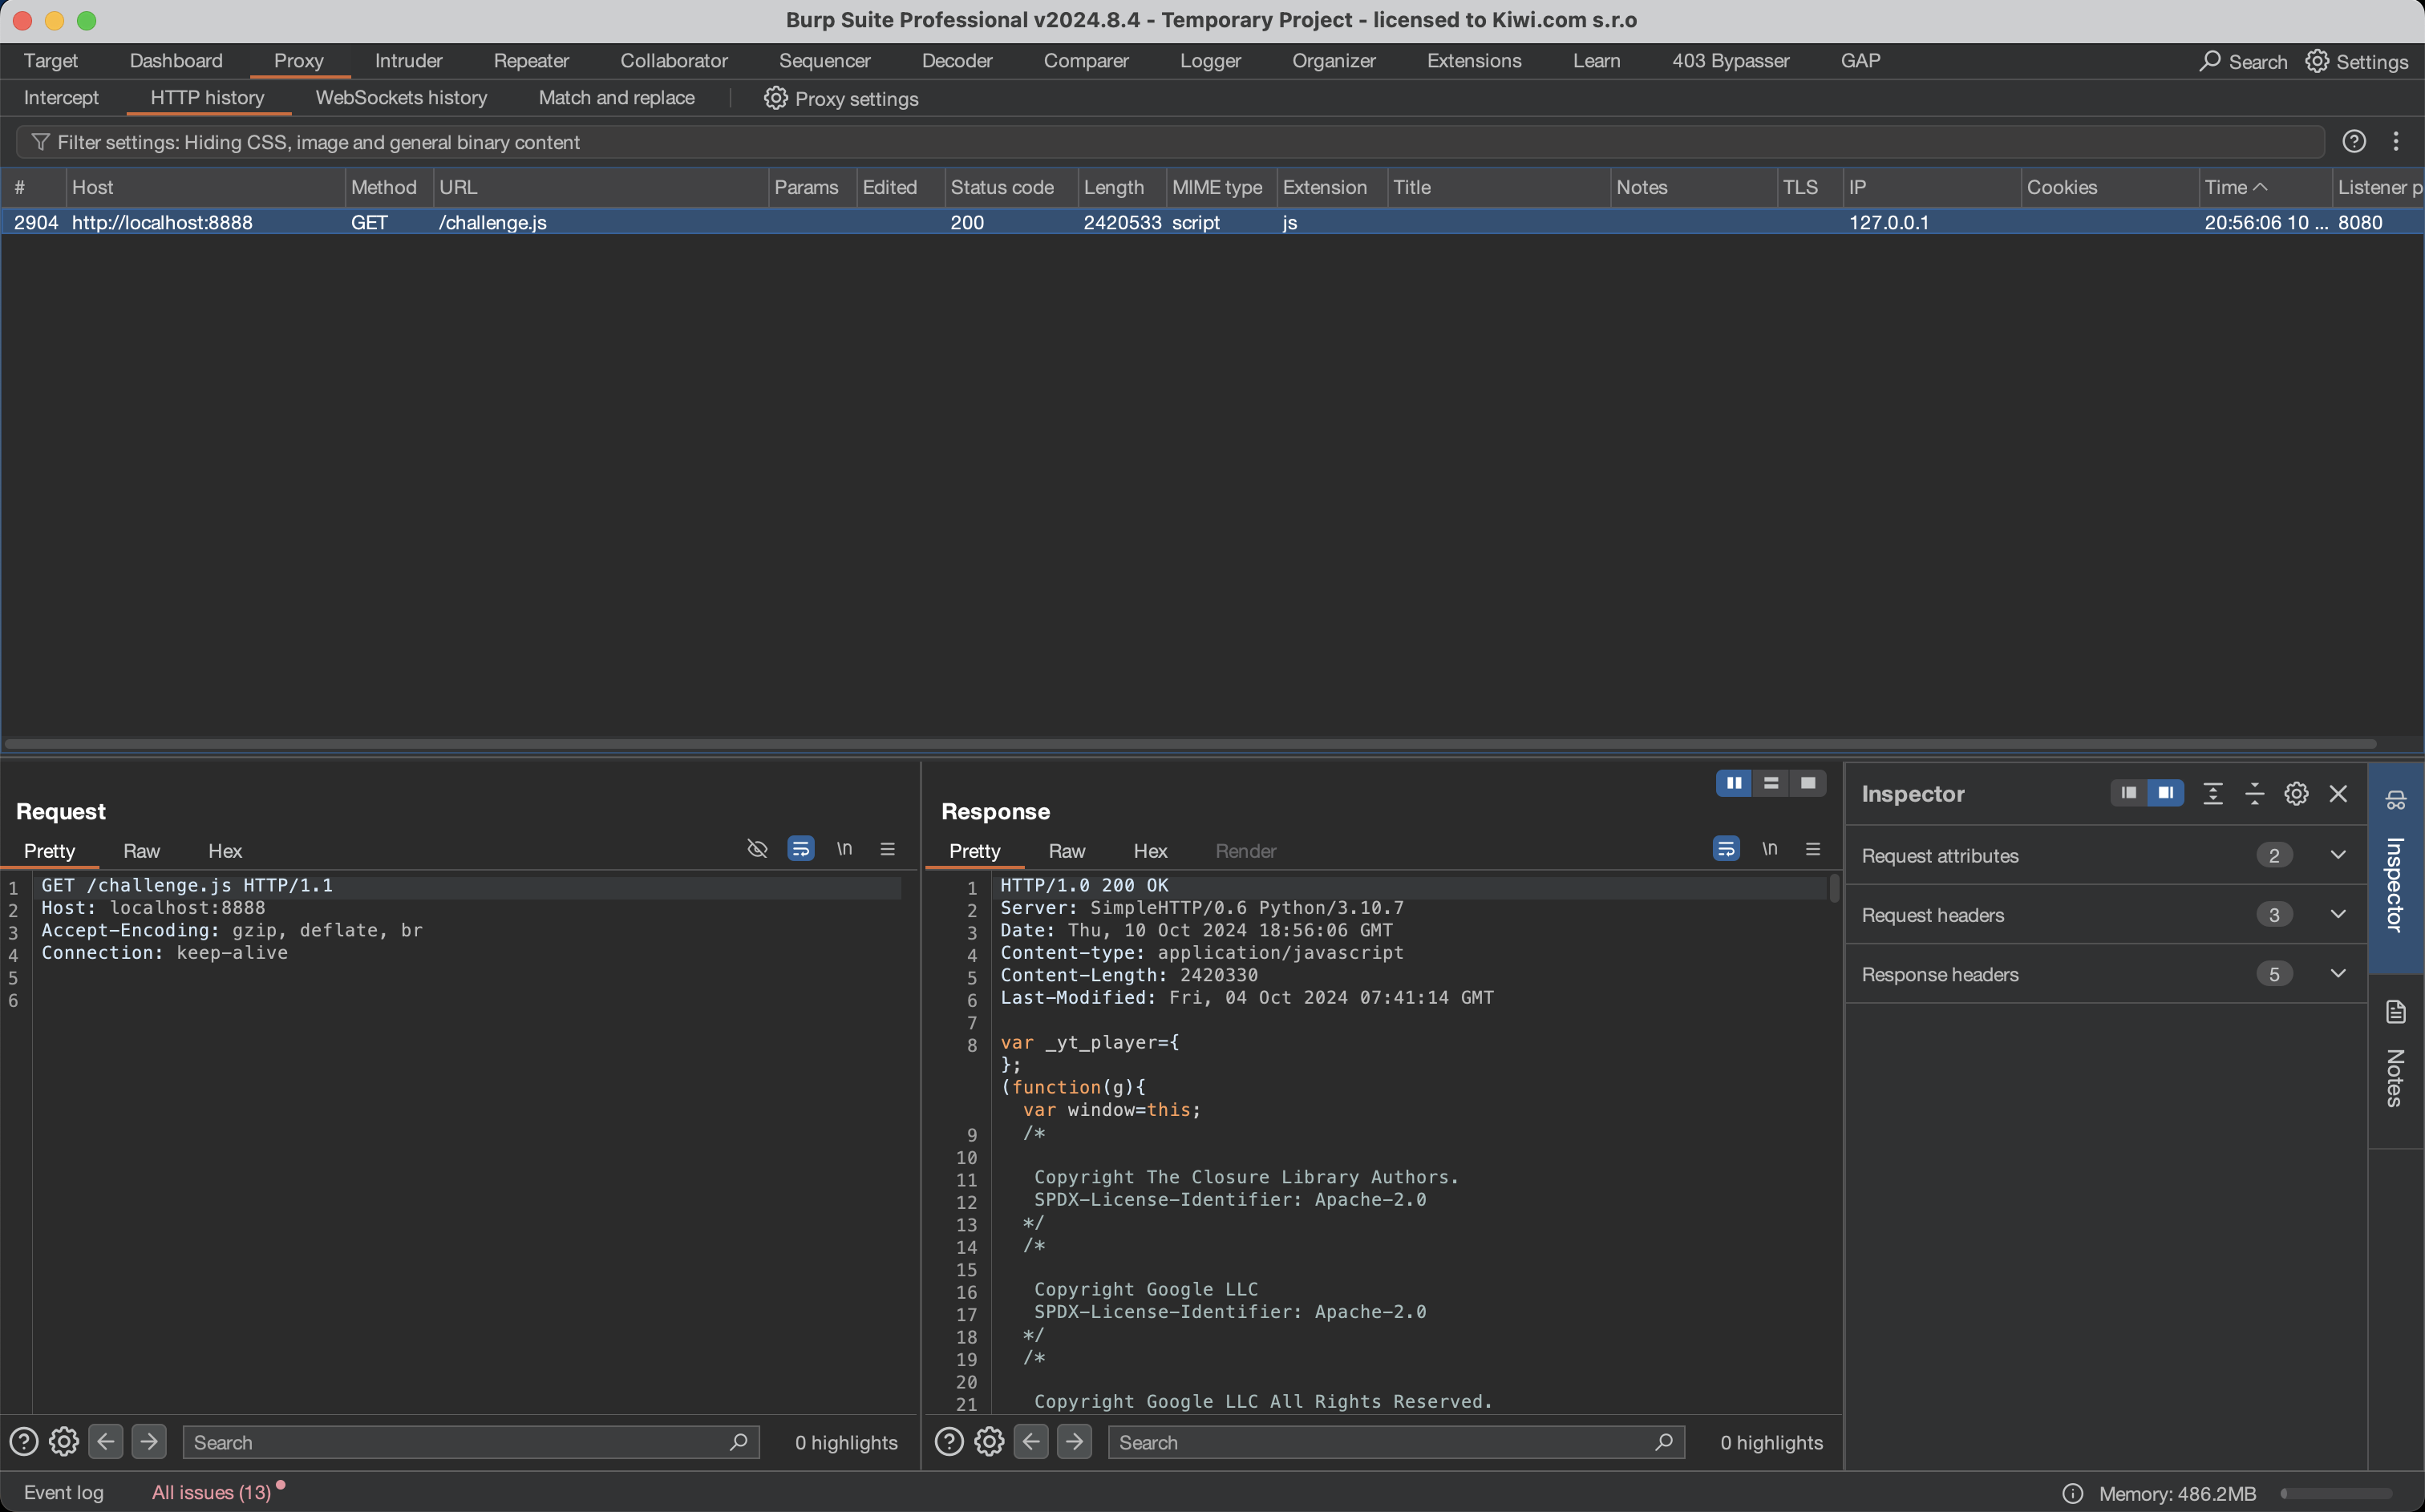 Burp Suite Professional v2024.8.4 - Temporary Project - licensed to Kiwi.com s.r.o
Target Dashboard Proxy Intruder Repeater Collaborator Sequencer Decoder Comparer Logger Organizer Extensions Learn 403 Bypasser GAP Search Settings
Intercept HTTP history WebSockets history Match and replace Proxy settings
Filter settings: Hiding CSS, image and general binary content
# Host Method URL Params Edited Status code Length MIME type Extension Title Notes TLS IP Cookies Time Listener p
2904 http://localhost:8888 GET /challenge.js 200 2420533 script js 127.0.0.1 20:56:06 10 ... 8080
Request
Pretty Raw Hex \n
1 GET /challenge.js HTTP/1.1
2 Host: localhost:8888
3 Accept-Encoding: gzip, deflate, br
4 Connection: keep-alive
5
6
Search 0 highlights
Response
Pretty Raw Hex Render \n
1 HTTP/1.0 200 OK
2 Server: SimpleHTTP/0.6 Python/3.10.7
3 Date: Thu, 10 Oct 2024 18:56:06 GMT
4 Content-type: application/javascript
5 Content-Length: 2420330
6 Last-Modified: Fri, 04 Oct 2024 07:41:14 GMT
7
8 var _yt_player={
};
(function(g){
var window=this;
9 /*
10
11 Copyright The Closure Library Authors.
12 SPDX-License-Identifier: Apache-2.0
13 */
14 /*
15
16 Copyright Google LLC
17 SPDX-License-Identifier: Apache-2.0
18 */
19 /*
20
21 Copyright Google LLC All Rights Reserved.
Search 0 highlights
Inspector
Request attributes 2
Request headers 3
Response headers 5
Inspector
Notes
Event log All issues (13) Memory: 486.2MB